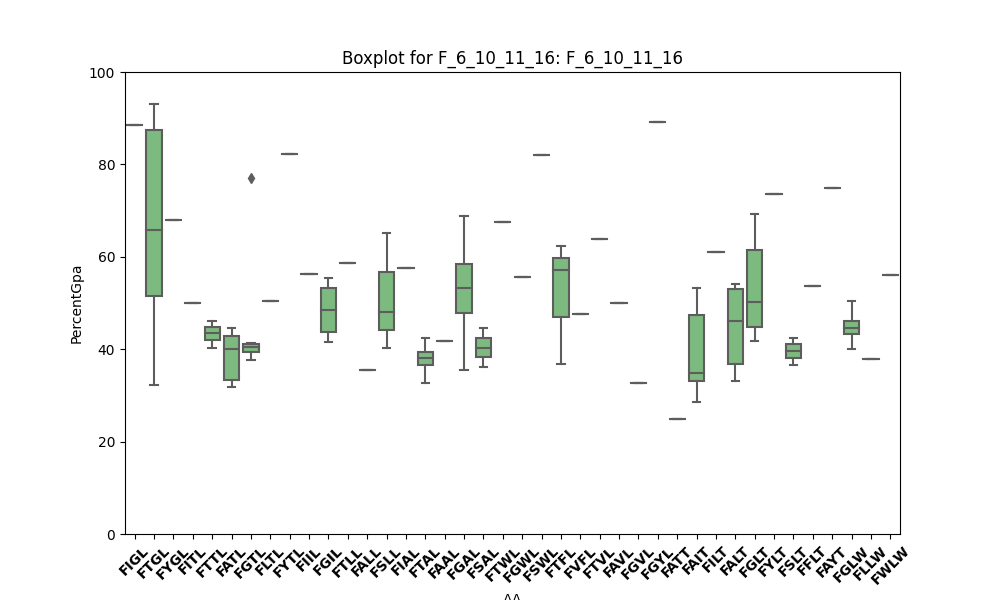 Boxplot for F_6_10_11_16: F_6_10_11_16
PercentGpa
100
80
60
40
20
0
FIGL FTGL FYGL FITL FTTL FATL FGTL FLTL FYTL FIIL FGIL FTLL FALL FSLL FIAL FTAL FAAL FGAL FSAL FTWL FGWL FSWL FTFL FVFL FTVL FAVL FGVL FGYL FATT FAIT FILT FALT FGLT FYLT FSLT FFLT FAYT FGLW FLLW FWLW